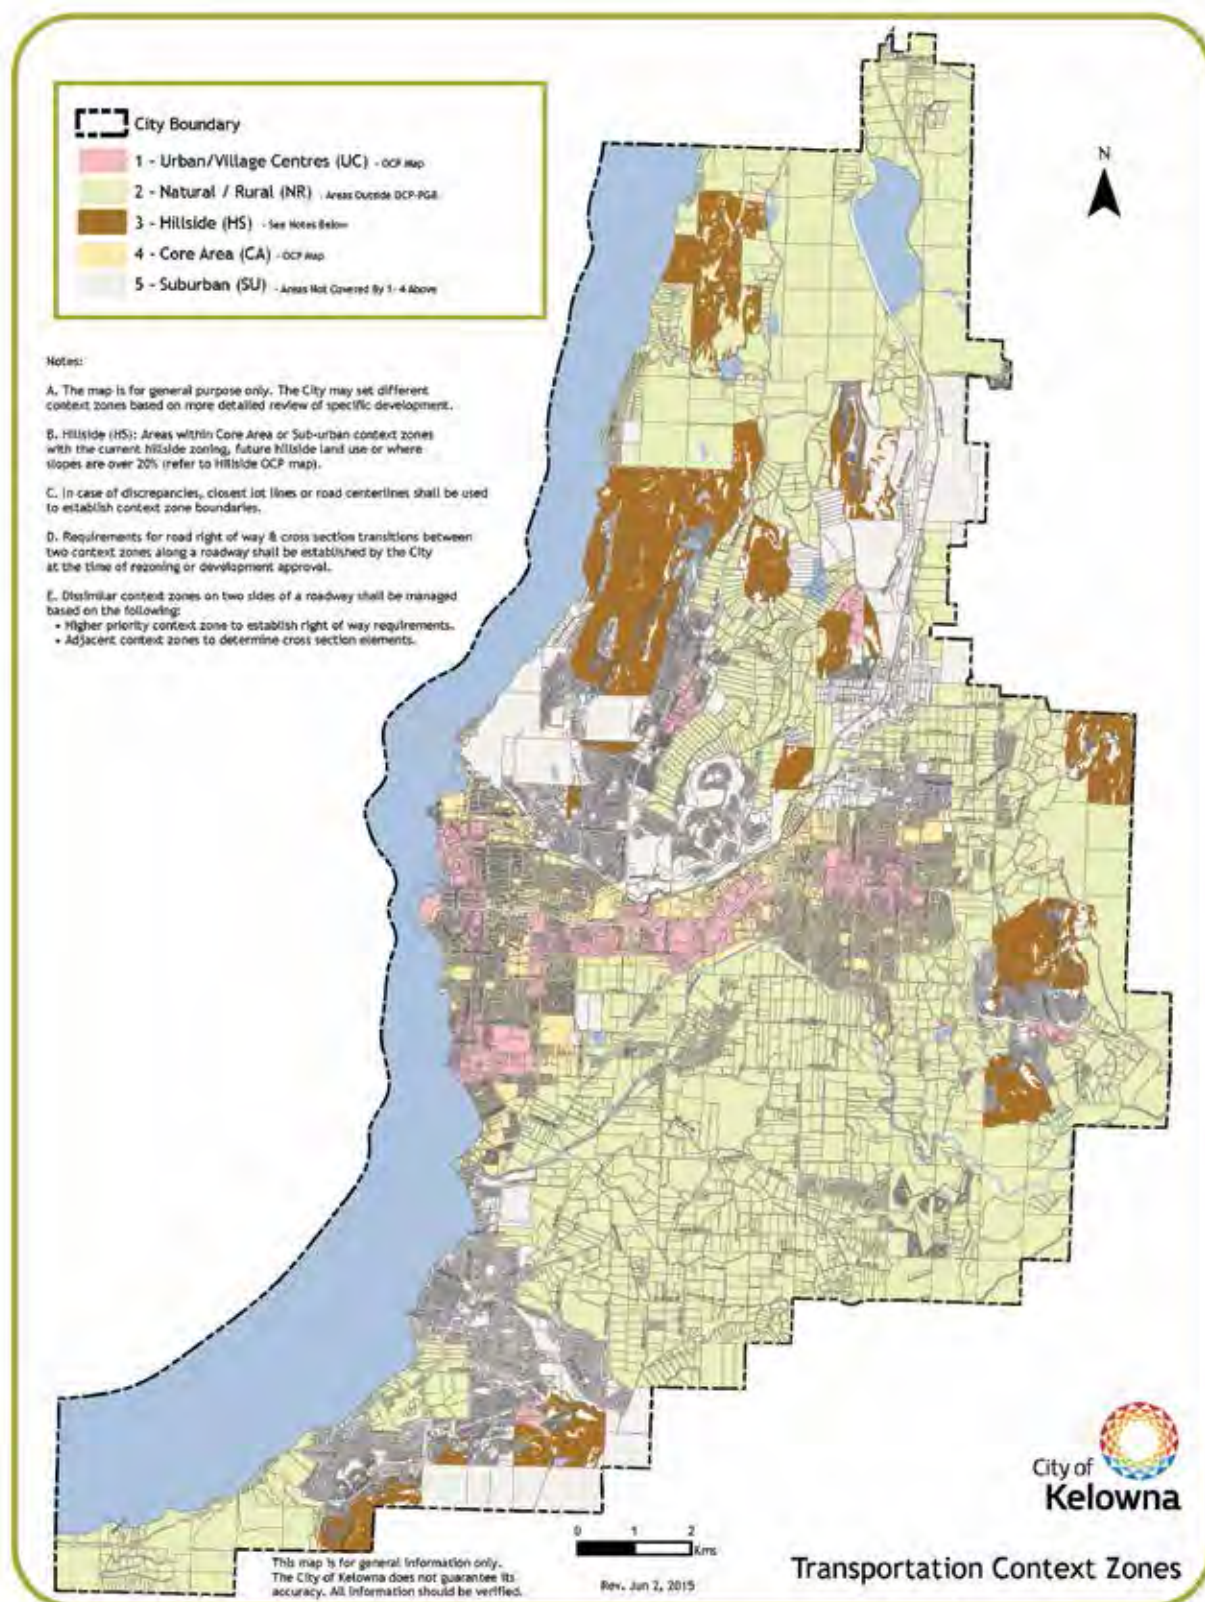 City Boundary
1 - Urban/Village Centres (UC) - OCP Map
2 - Natural / Rural (NR) - Areas Outside OCP-PGB
3 - Hillside (HS) - See Notes Below
4 - Core Area (CA) - OCP Map
5 - Suburban (SU) - Areas Not Covered By 1- 4 Above
N
Notes:
A. The map is for general purpose only. The City may set different
context zones based on more detailed review of specific development.
B. Hillside (HS): Areas within Core Area or Sub-urban context zones
with the current hillside zoning, future hillside land use or where
slopes are over 20% (refer to Hillside OCP map).
C. In case of discrepancies, closest lot lines or road centerlines shall be used
to establish context zone boundaries.
D. Requirements for road right of way & cross section transitions between
two context zones along a roadway shall be established by the City
at the time of rezoning or development approval.
E. Dissimilar context zones on two sides of a roadway shall be managed
based on the following:
• Higher priority context zone to establish right of way requirements.
• Adjacent context zones to determine cross section elements.
City of
Kelowna
0 1 2
Kms
This map is for general information only.
The City of Kelowna does not guarantee its
accuracy. All information should be verified.
Rev. Jun 2, 2015
Transportation Context Zones